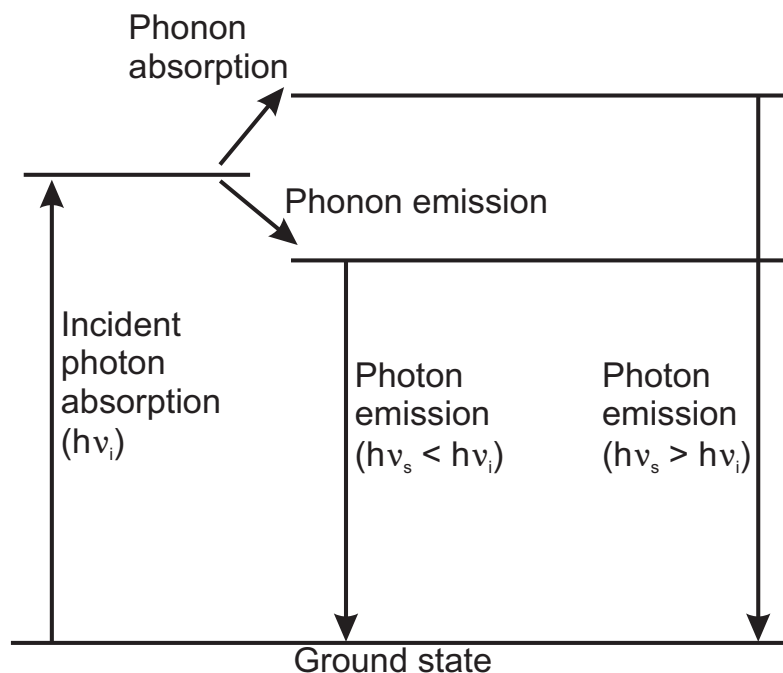 Phonon
absorption
Phonon emission
Incident
photon
absorption
(hνᵢ)
Photon
emission
(hνₛ < hνᵢ)
Photon
emission
(hνₛ > hνᵢ)
Ground state